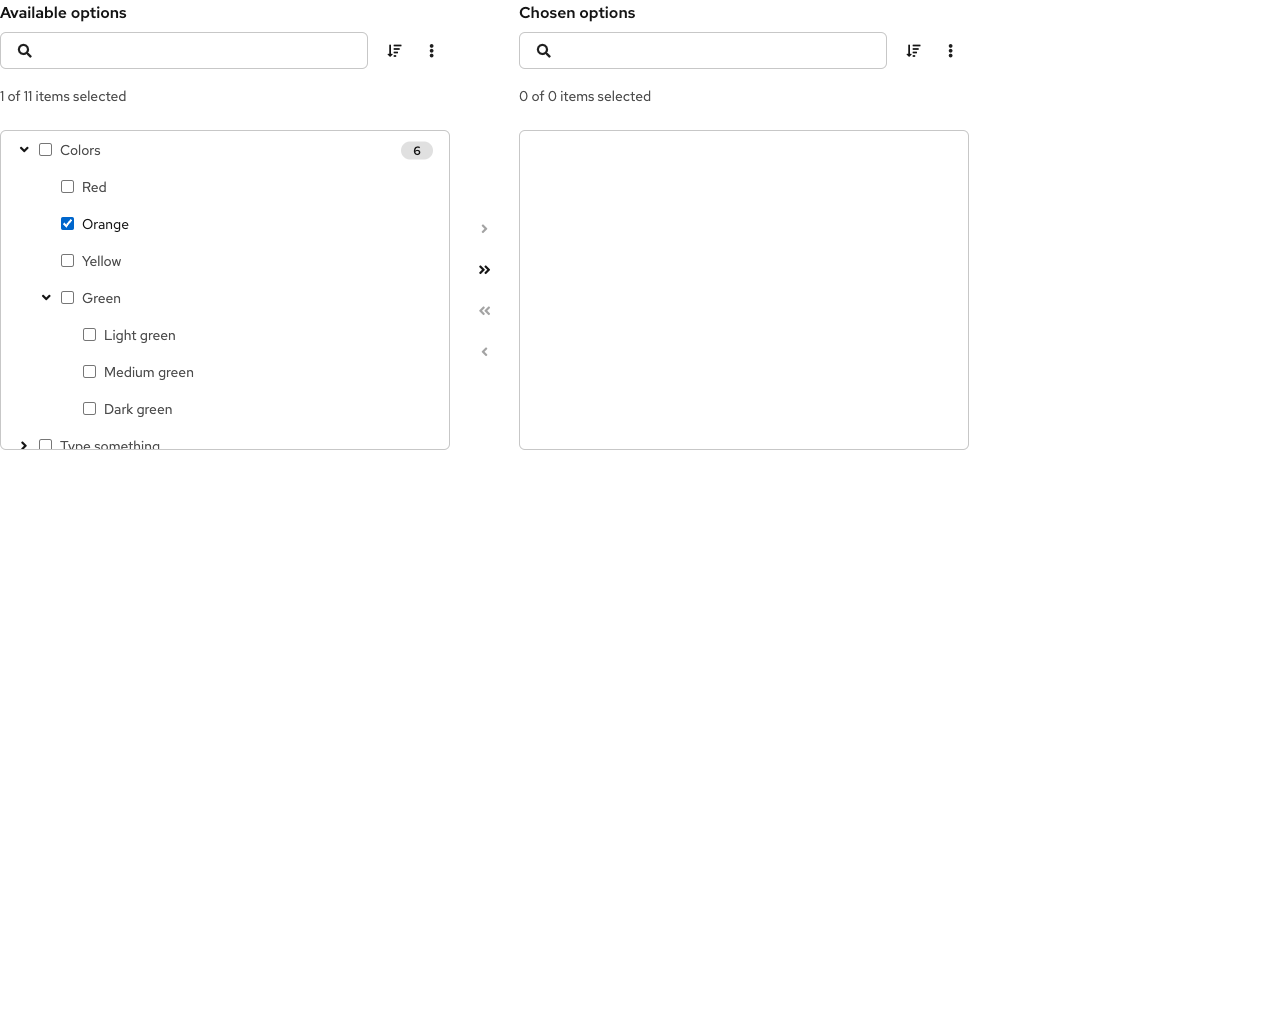 Available options
Chosen options
1 of 11 items selected
0 of 0 items selected
Colors
6
Red
Orange
Yellow
Green
Light green
Medium green
Dark green
Type something